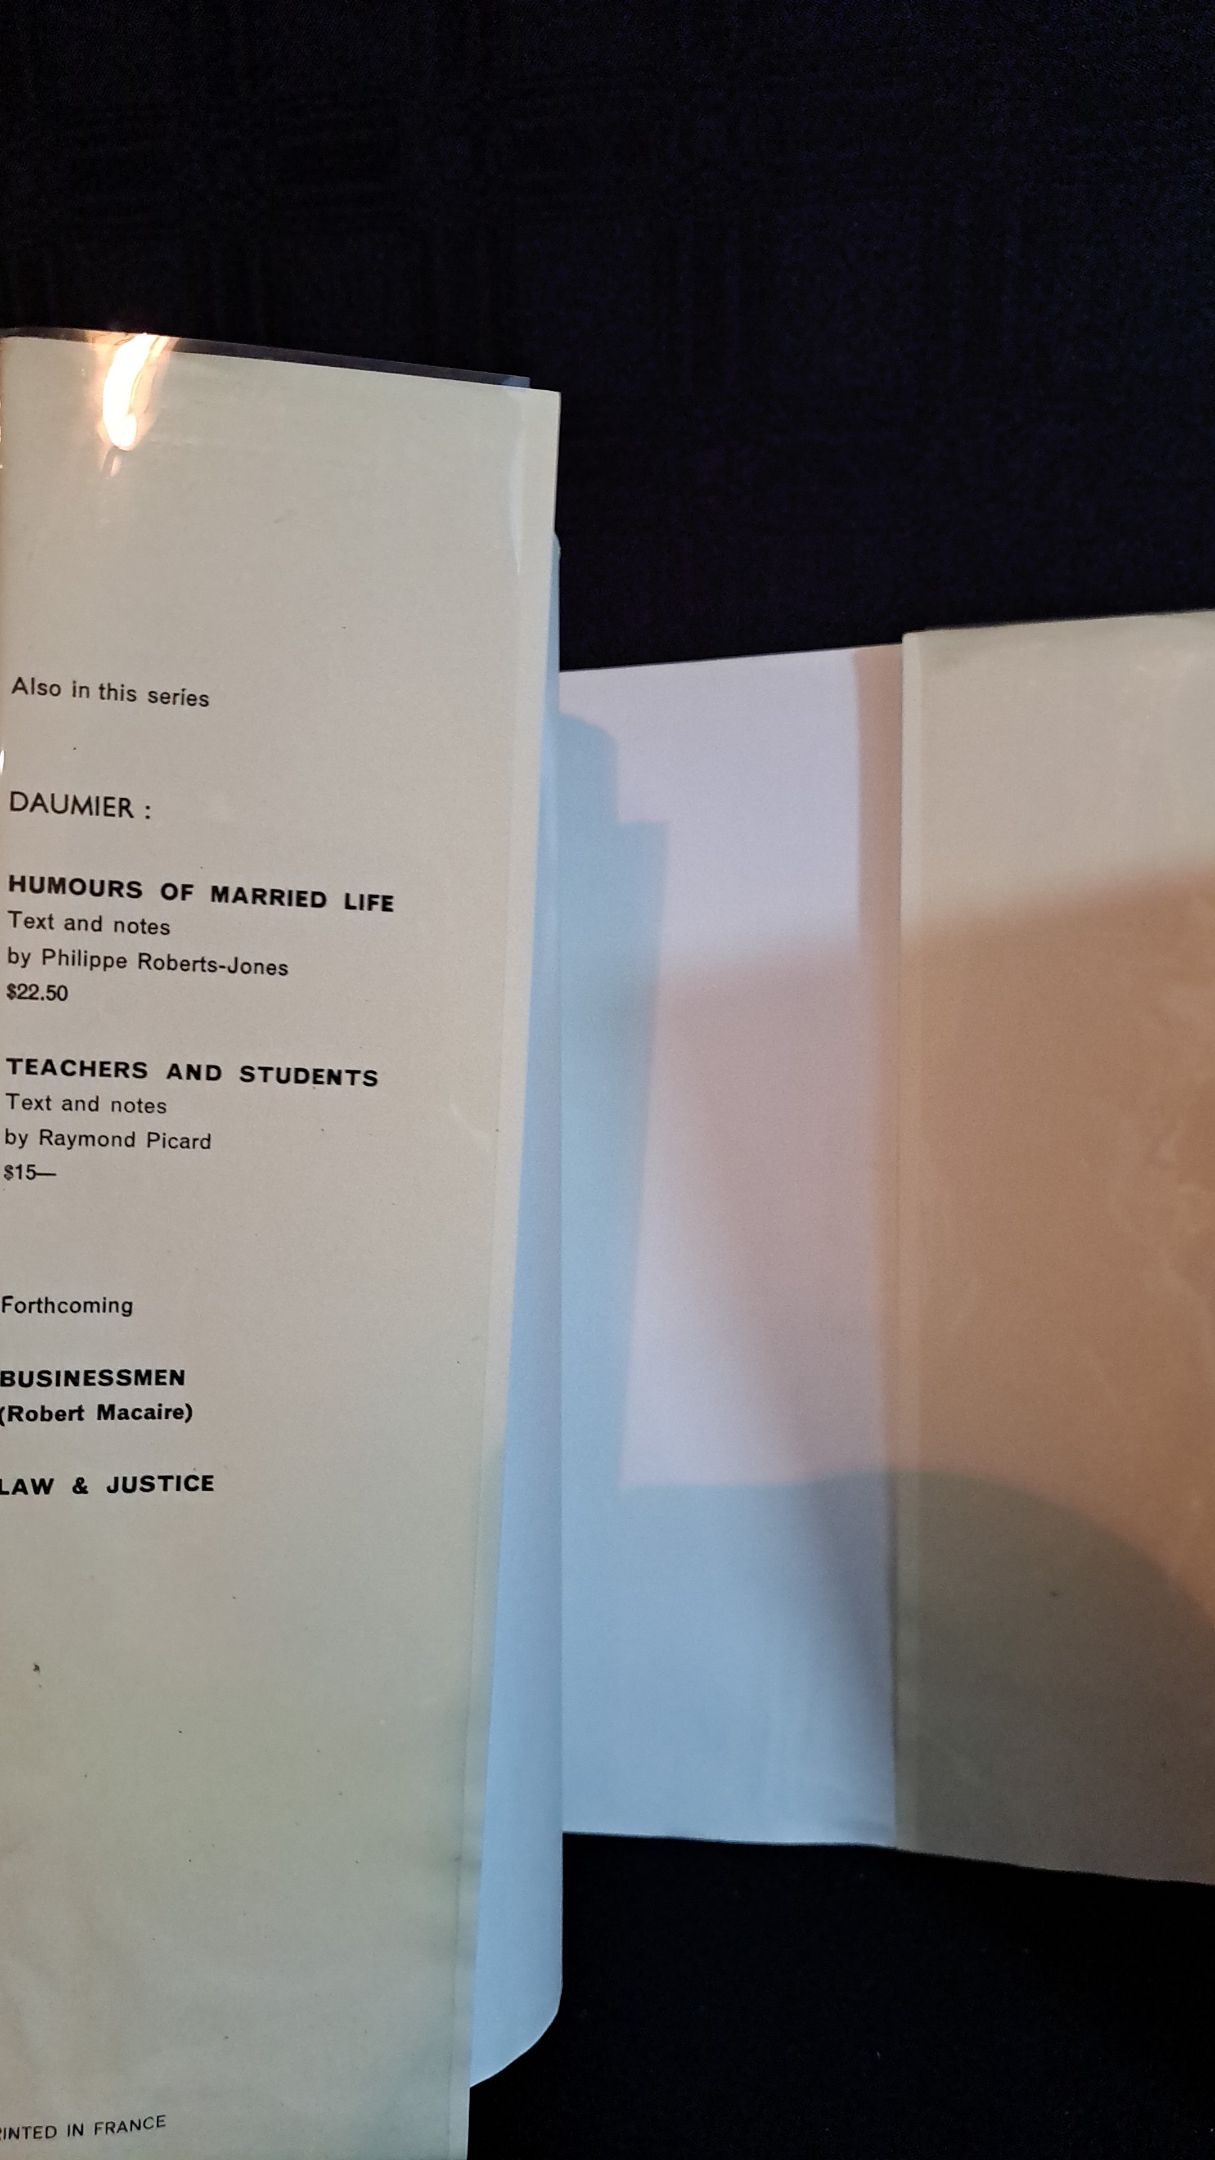 Also in this series
DAUMIER :
HUMOURS OF MARRIED LIFE
Text and notes
by Philippe Roberts-Jones
$22.50
TEACHERS AND STUDENTS
Text and notes
by Raymond Picard
$15—
Forthcoming
BUSINESSMEN
(Robert Macaire)
LAW & JUSTICE
RINTED IN FRANCE